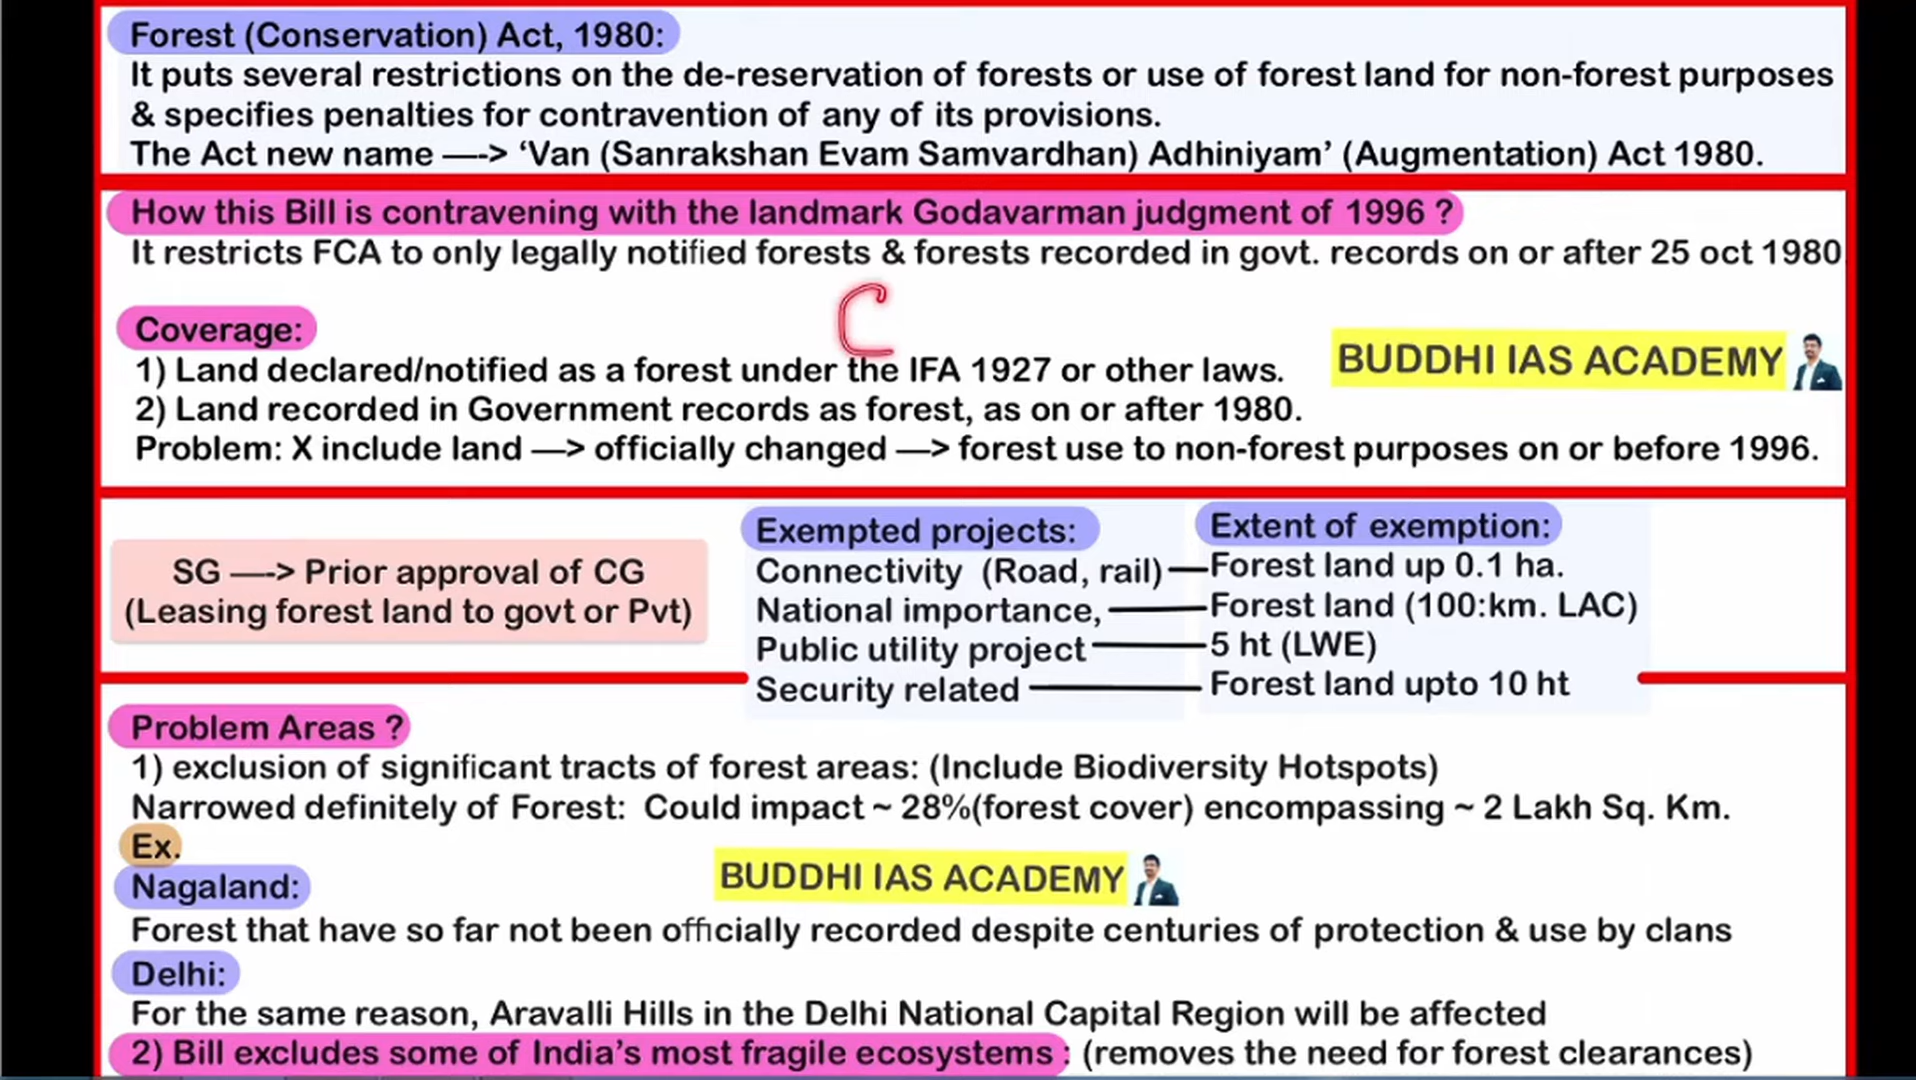 Forest (Conservation) Act, 1980:
It puts several restrictions on the de-reservation of forests or use of forest land for non-forest purposes
& specifies penalties for contravention of any of its provisions.
The Act new name —-> ‘Van (Sanrakshan Evam Samvardhan) Adhiniyam’ (Augmentation) Act 1980.
How this Bill is contravening with the landmark Godavarman judgment of 1996 ?
It restricts FCA to only legally notified forests & forests recorded in govt. records on or after 25 oct 1980
C
Coverage:
1) Land declared/notified as a forest under the IFA 1927 or other laws.
BUDDHI IAS ACADEMY
2) Land recorded in Government records as forest, as on or after 1980.
Problem: X include land —> officially changed —> forest use to non-forest purposes on or before 1996.
SG —-> Prior approval of CG
(Leasing forest land to govt or Pvt)
Exempted projects: Extent of exemption:
Connectivity (Road, rail) — Forest land up 0.1 ha.
National importance, — Forest land (100:km. LAC)
Public utility project — 5 ht (LWE)
Security related — Forest land upto 10 ht
Problem Areas ?
1) exclusion of significant tracts of forest areas: (Include Biodiversity Hotspots)
Narrowed definitely of Forest: Could impact ~ 28%(forest cover) encompassing ~ 2 Lakh Sq. Km.
Ex.
Nagaland:
BUDDHI IAS ACADEMY
Forest that have so far not been officially recorded despite centuries of protection & use by clans
Delhi:
For the same reason, Aravalli Hills in the Delhi National Capital Region will be affected
2) Bill excludes some of India’s most fragile ecosystems : (removes the need for forest clearances)